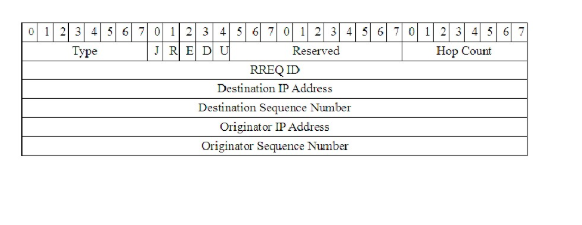 0 1 2 3 4 5 6 7 0 1 2 3 4 5 6 7 0 1 2 3 4 5 6 7 0 1 2 3 4 5 6 7
Type J R E D U Reserved Hop Count
RREQ ID
Destination IP Address
Destination Sequence Number
Originator IP Address
Originator Sequence Number